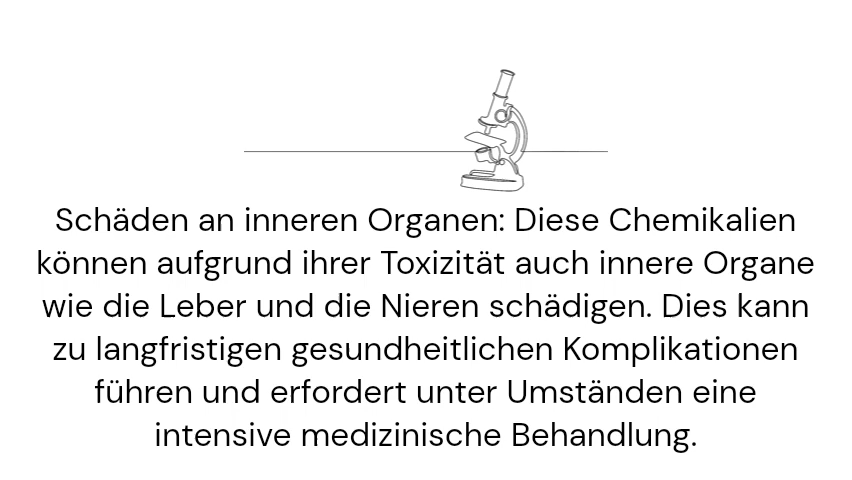 Schäden an inneren Organen: Diese Chemikalien
können aufgrund ihrer Toxizität auch innere Organe
wie die Leber und die Nieren schädigen. Dies kann
zu langfristigen gesundheitlichen Komplikationen
führen und erfordert unter Umständen eine
intensive medizinische Behandlung.